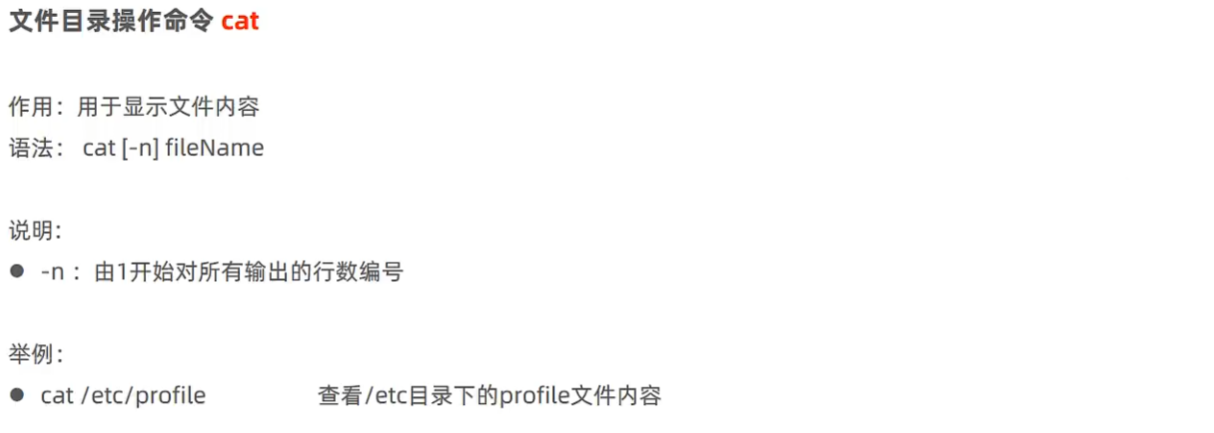 文件目录操作命令 cat
作用：用于显示文件内容
语法： cat [-n] fileName
说明：
● -n ：由1开始对所有输出的行数编号
举例：
● cat /etc/profile 查看/etc目录下的profile文件内容